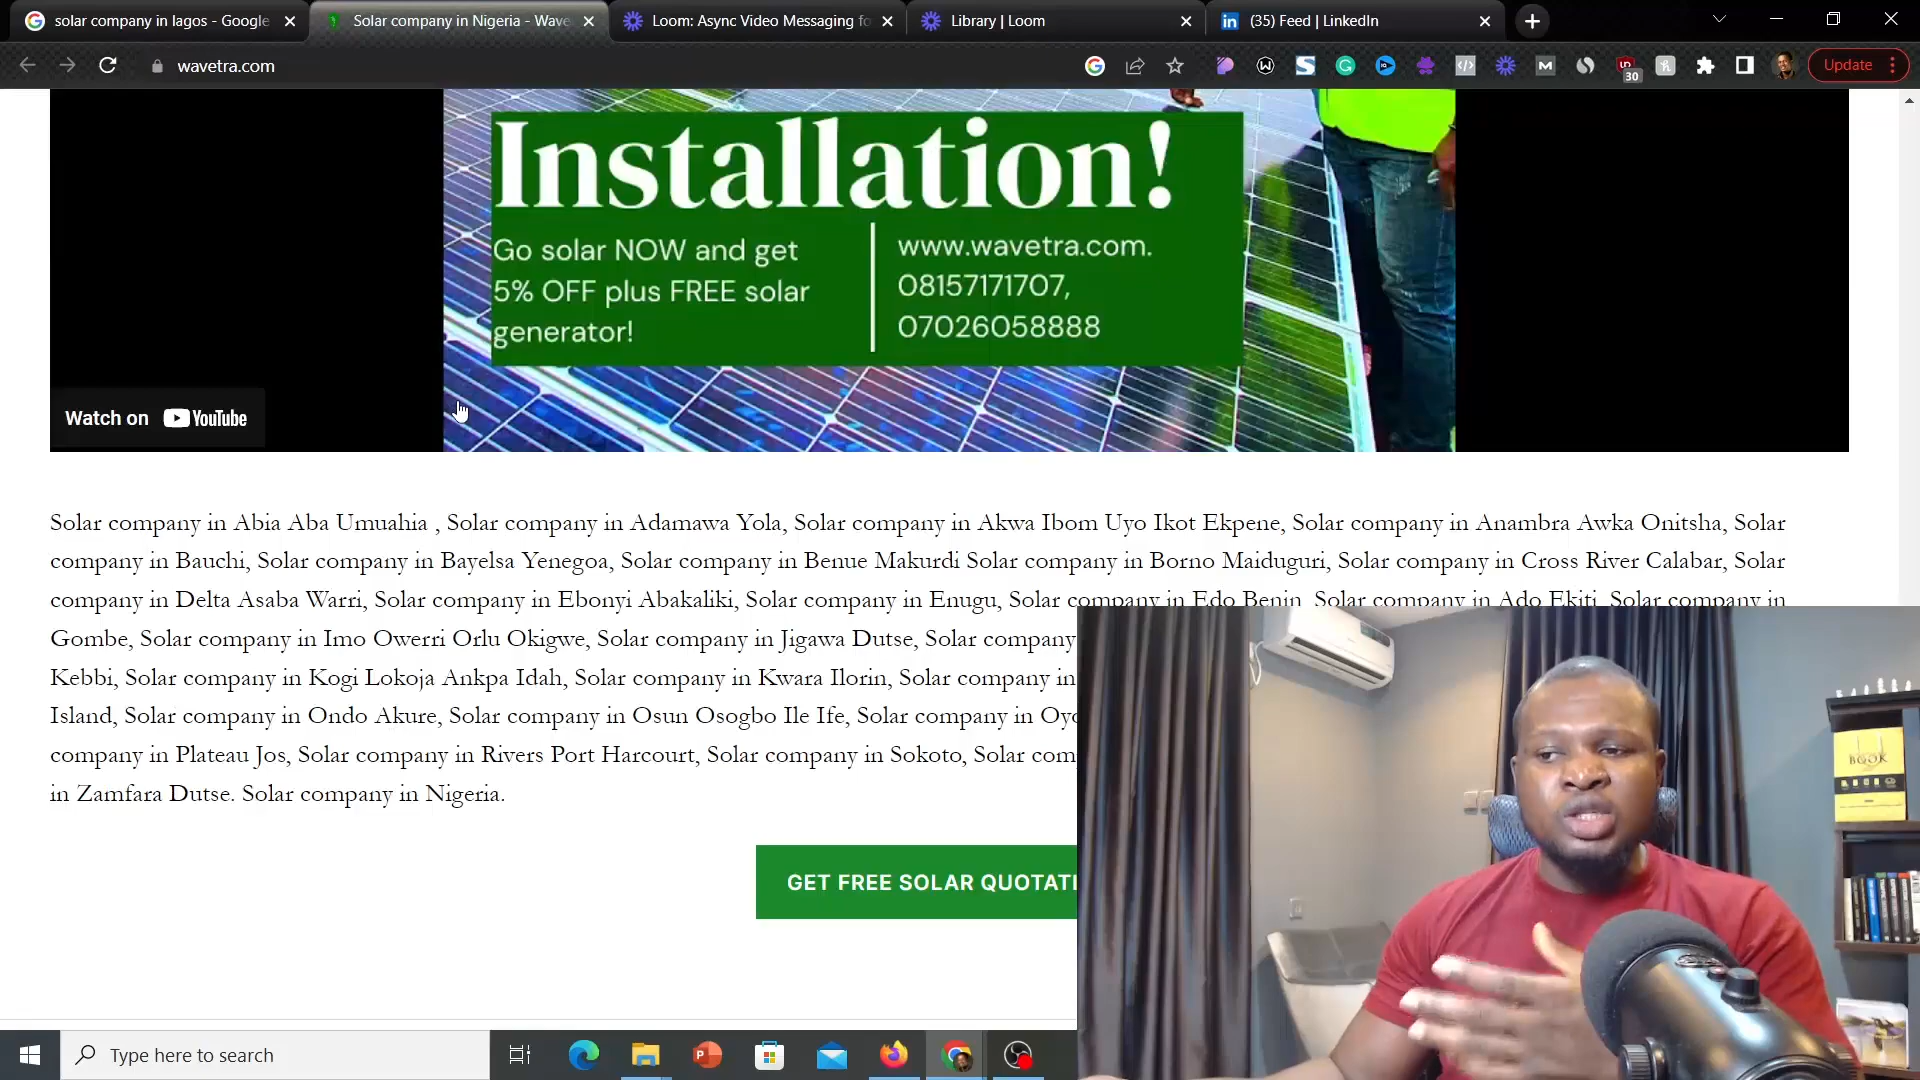 solar company in lagos - Google
Solar company in Nigeria - Wave
Loom: Async Video Messaging fo
Library | Loom
(35) Feed | LinkedIn
wavetra.com
30
Update
Installation!
Go solar NOW and get
5% OFF plus FREE solar
generator!
www.wavetra.com.
08157171707,
07026058888
Watch on YouTube
Solar company in Abia Aba Umuahia , Solar company in Adamawa Yola, Solar company in Akwa Ibom Uyo Ikot Ekpene, Solar company in Anambra Awka Onitsha, Solar
company in Bauchi, Solar company in Bayelsa Yenegoa, Solar company in Benue Makurdi Solar company in Borno Maiduguri, Solar company in Cross River Calabar, Solar
company in Delta Asaba Warri, Solar company in Ebonyi Abakaliki, Solar company in Enugu, Solar company in Edo Benin, Solar company in Ado Ekiti, Solar company in
Gombe, Solar company in Imo Owerri Orlu Okigwe, Solar company in Jigawa Dutse, Solar company
Kebbi, Solar company in Kogi Lokoja Ankpa Idah, Solar company in Kwara Ilorin, Solar company in
Island, Solar company in Ondo Akure, Solar company in Osun Osogbo Ile Ife, Solar company in Oyo
company in Plateau Jos, Solar company in Rivers Port Harcourt, Solar company in Sokoto, Solar com
in Zamfara Dutse. Solar company in Nigeria.
GET FREE SOLAR QUOTATI
BOOK
Type here to search